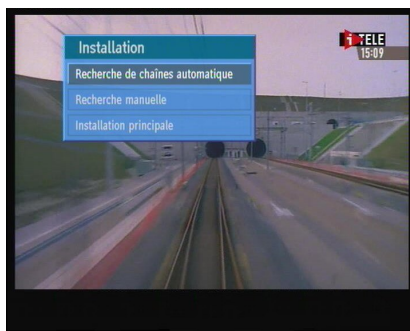 Installation
i TELE
15:09
Recherche de chaînes automatique
Recherche manuelle
Installation principale